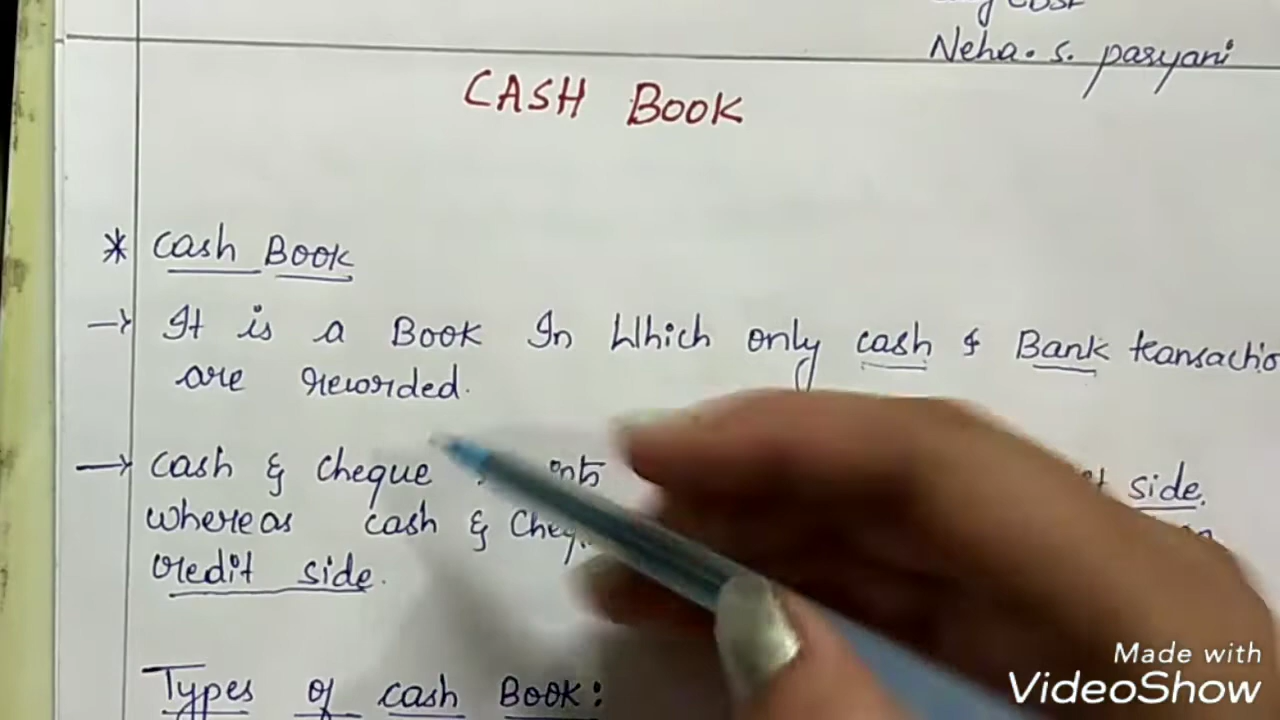 Neha. S. Paryani
CASH BOOK
* Cash Book
→ It is a Book In Which only cash & Bank transactio
are recorded.
→ Cash & Cheque side.
whereas cash & Cheq
credit side.
Types of cash Book:
Made with
VideoShow